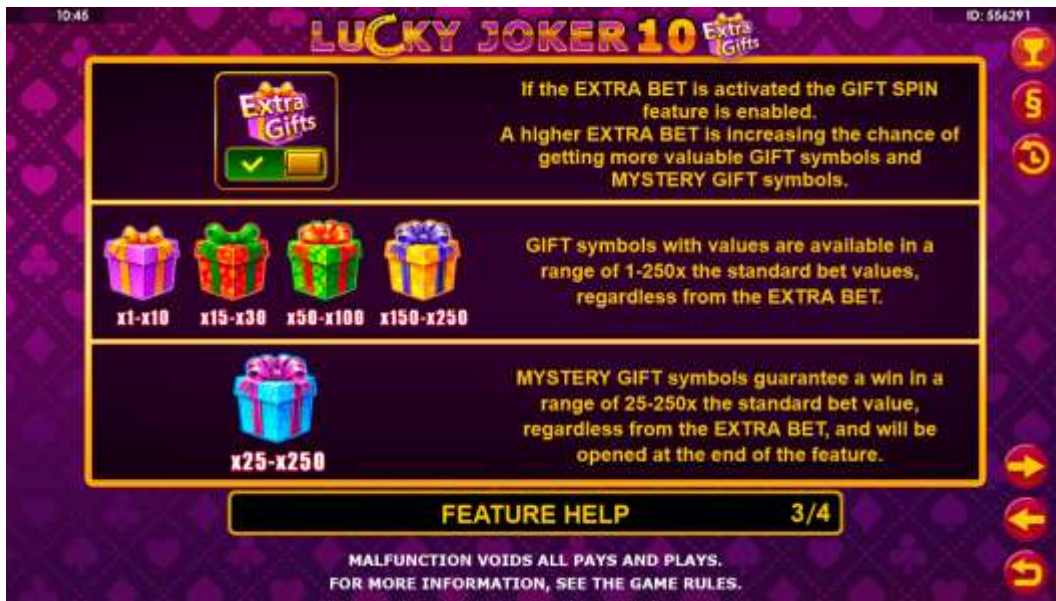 10:45
ID: 556291
LUCKY JOKER 10 Extra Gifts
Extra
Gifts
If the EXTRA BET is activated the GIFT SPIN
feature is enabled.
A higher EXTRA BET is increasing the chance of
getting more valuable GIFT symbols and
MYSTERY GIFT symbols.
§
x1-x10 x15-x30 x50-x100 x150-x250
GIFT symbols with values are available in a
range of 1-250x the standard bet values,
regardless from the EXTRA BET.
x25-x250
MYSTERY GIFT symbols guarantee a win in a
range of 25-250x the standard bet value,
regardless from the EXTRA BET, and will be
opened at the end of the feature.
FEATURE HELP 3/4
MALFUNCTION VOIDS ALL PAYS AND PLAYS.
FOR MORE INFORMATION, SEE THE GAME RULES.